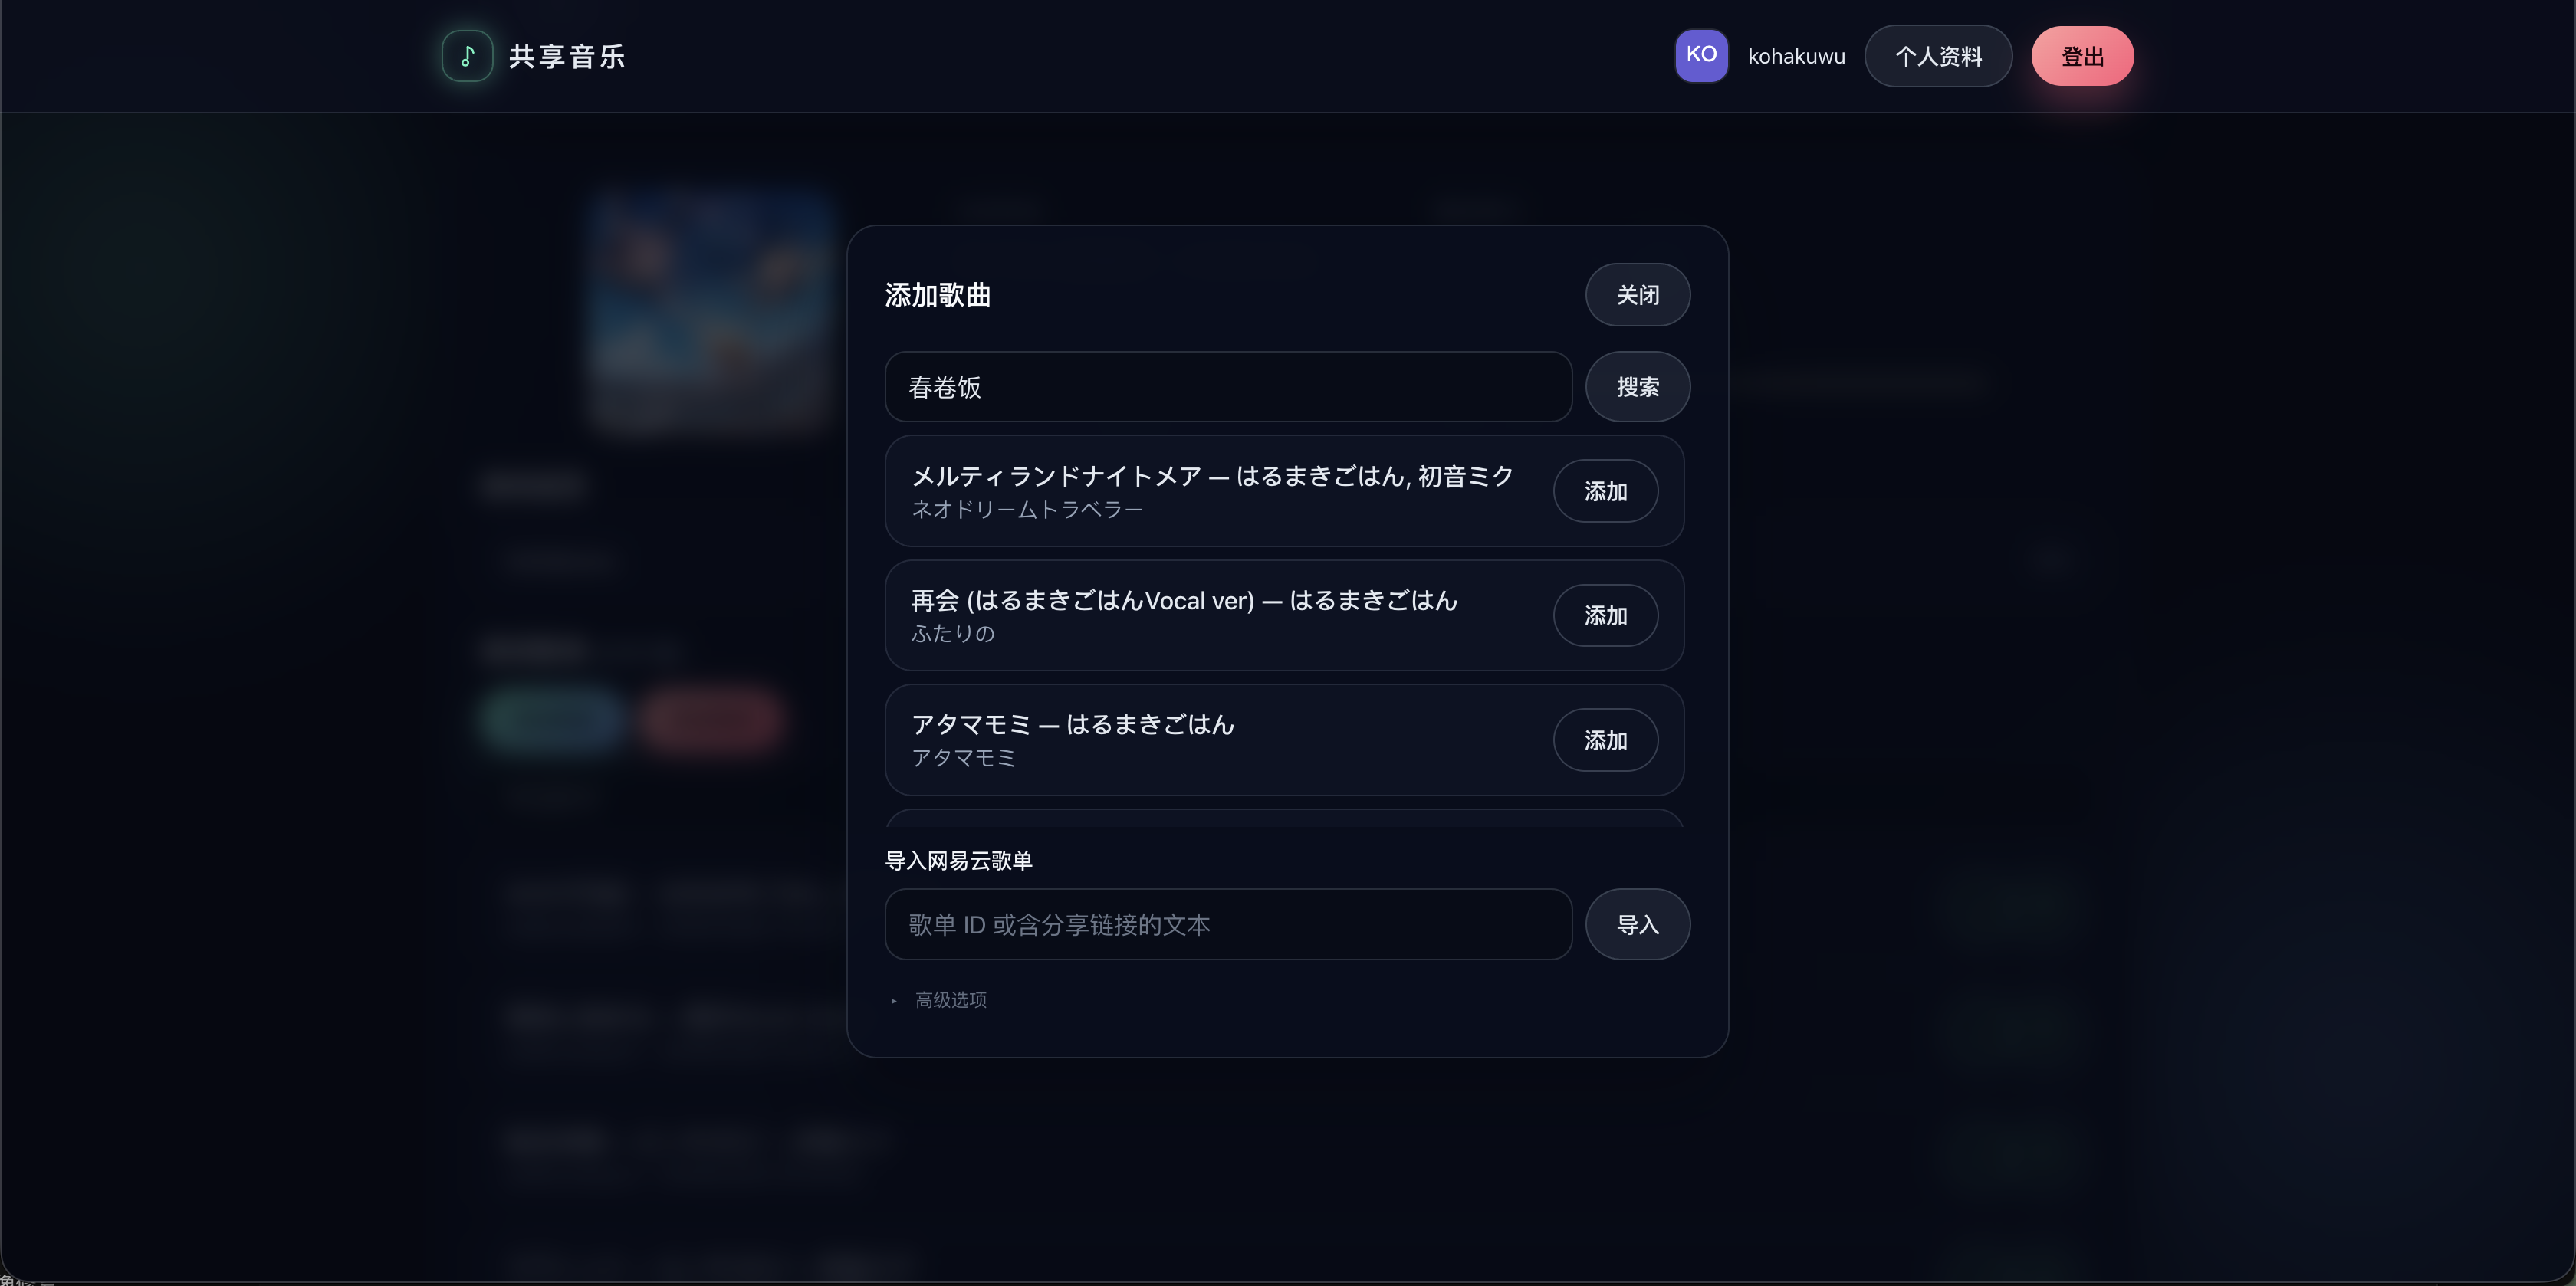 共享音乐
KO kohakuwu 个人资料 登出
添加歌曲 关闭
春卷饭 搜索
メルティランドナイトメア — はるまきごはん, 初音ミク
ネオドリームトラベラー
添加
再会 (はるまきごはんVocal ver) — はるまきごはん
ふたりの
添加
アタマモミ — はるまきごはん
アタマモミ
添加
导入网易云歌单
歌单 ID 或含分享链接的文本 导入
高级选项